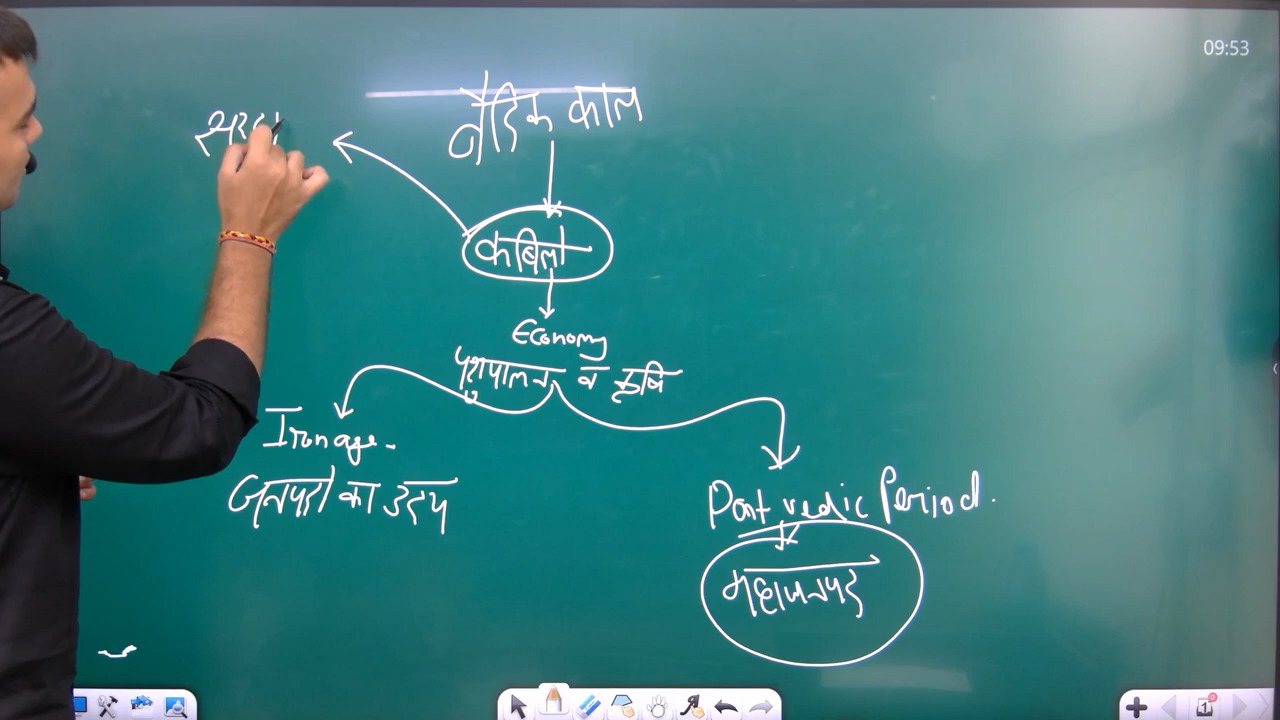 09:53
वैदिक काल
कबिलो
Economy
पशुपालन व कृषि
Iron age.
जनपदो का उदय
Post vedic Period.
महाजनपद